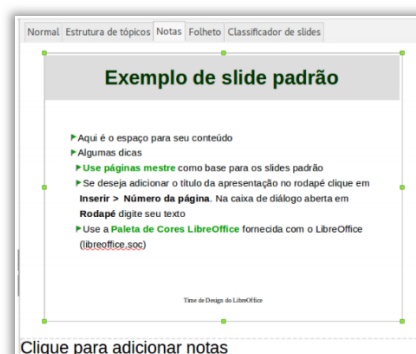 Normal Estrutura de tópicos Notas Folheto Classificador de slides
Exemplo de slide padrão
Aqui é o espaço para seu conteúdo
Algumas dicas
Use páginas mestre como base para os slides padrão
Se deseja adicionar o título da apresentação no rodapé clique em
Inserir > Número da página. Na caixa de diálogo aberta em
Rodapé digite seu texto
Use a Paleta de Cores LibreOffice fornecida com o LibreOffice
(libreoffice.soc)
Time de Design do LibreOffice
Clique para adicionar notas